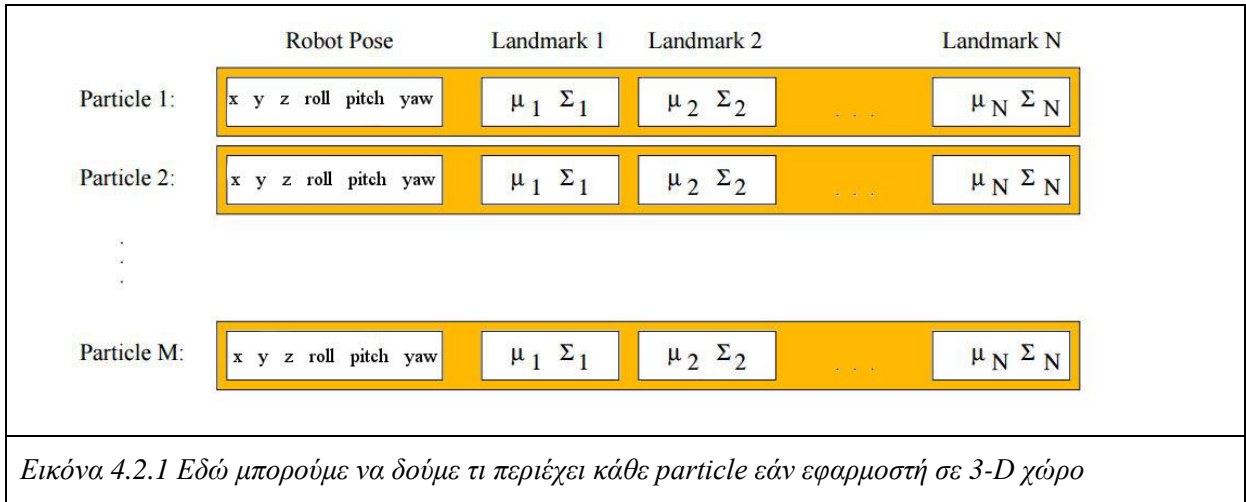 Robot Pose Landmark 1 Landmark 2 Landmark N
Particle 1: x y z roll pitch yaw μ 1 Σ 1 μ 2 Σ 2 . . . μ N Σ N
Particle 2: x y z roll pitch yaw μ 1 Σ 1 μ 2 Σ 2 . . . μ N Σ N
.
.
.
Particle M: x y z roll pitch yaw μ 1 Σ 1 μ 2 Σ 2 . . . μ N Σ N
Εικόνα 4.2.1 Εδώ μπορούμε να δούμε τι περιέχει κάθε particle εάν εφαρμοστή σε 3-D χώρο